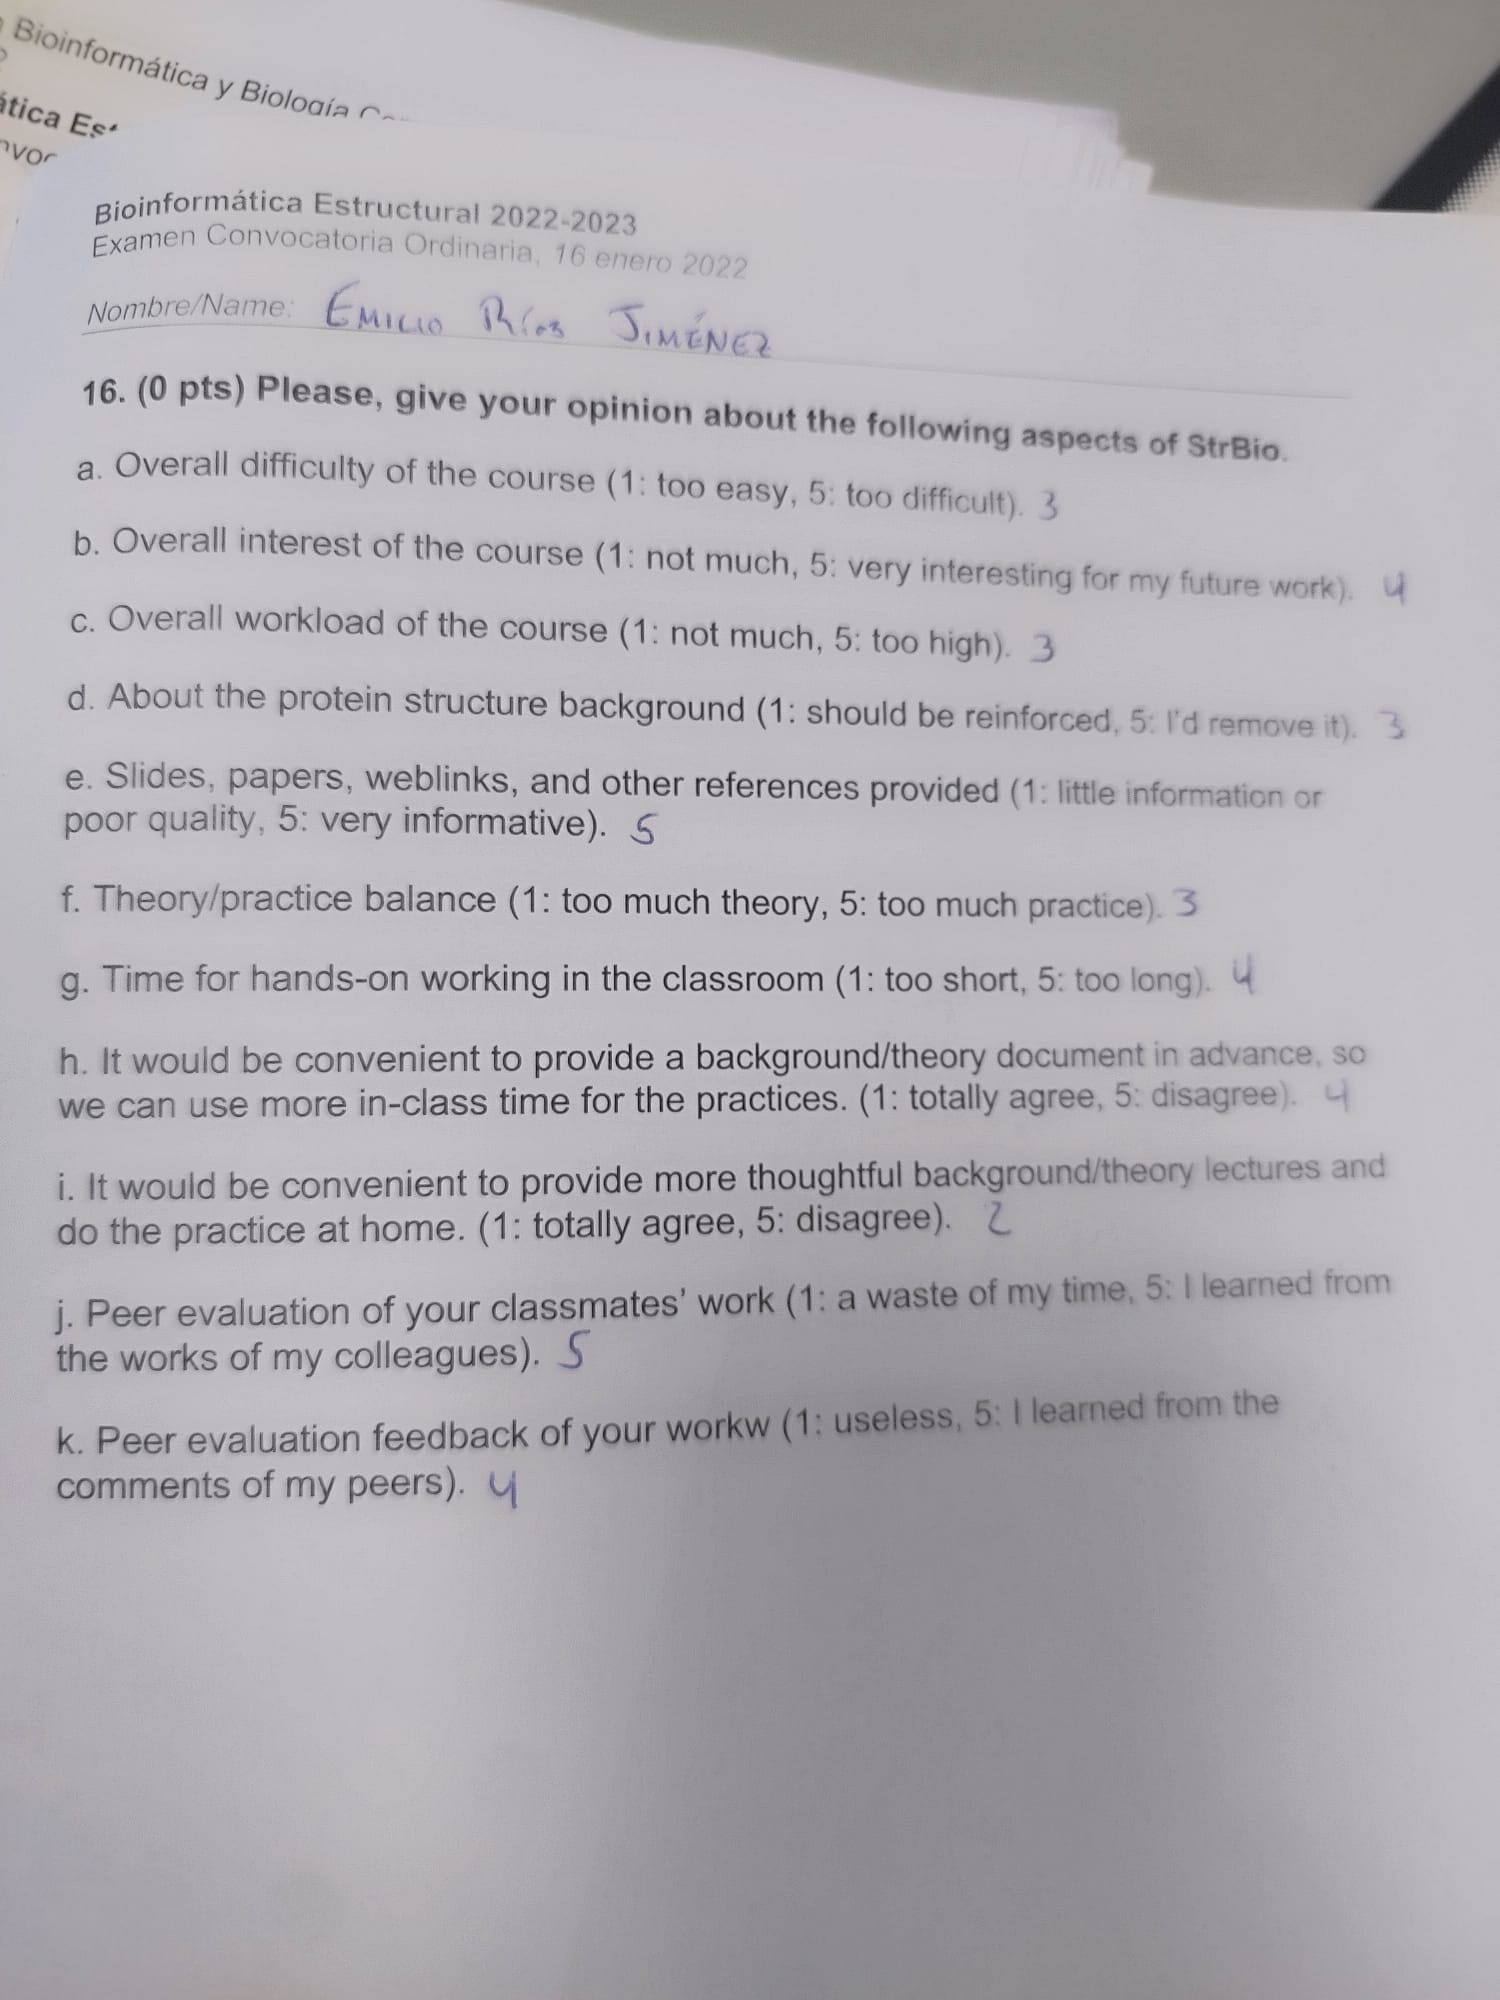 Bioinformática y Biología
ática
Bioinformática Estructural 2022-2023
Examen Convocatoria Ordinaria, 16 enero 2022
Nombre/Name: EMILIO Ríos JIMÉNEZ
16. (0 pts) Please, give your opinion about the following aspects of StrBio.
a. Overall difficulty of the course (1: too easy, 5: too difficult). 3
b. Overall interest of the course (1: not much, 5: very interesting for my future work). 4
c. Overall workload of the course (1: not much, 5: too high). 3
d. About the protein structure background (1: should be reinforced, 5: I'd remove it). 3
e. Slides, papers, weblinks, and other references provided (1: little information or
poor quality, 5: very informative). 5
f. Theory/practice balance (1: too much theory, 5: too much practice). 3
g. Time for hands-on working in the classroom (1: too short, 5: too long). 4
h. It would be convenient to provide a background/theory document in advance, so
we can use more in-class time for the practices. (1: totally agree, 5: disagree). 4
i. It would be convenient to provide more thoughtful background/theory lectures and
do the practice at home. (1: totally agree, 5: disagree). 2
j. Peer evaluation of your classmates' work (1: a waste of my time, 5: I learned from
the works of my colleagues). 5
k. Peer evaluation feedback of your workw (1: useless, 5: I learned from the
comments of my peers). 4